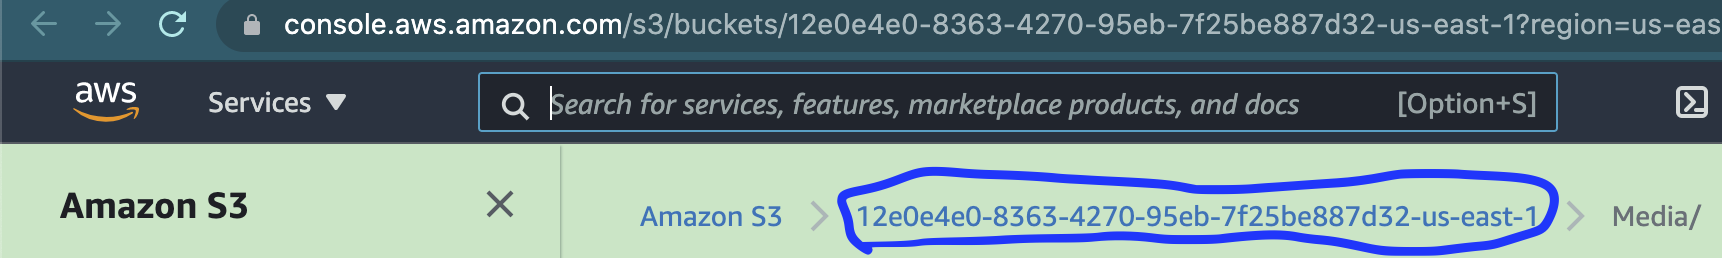 console.aws.amazon.com/s3/buckets/12e0e4e0-8363-4270-95eb-7f25be887d32-us-east-1?region=us-eas
aws Services ▼ Search for services, features, marketplace products, and docs [Option+S]
Amazon S3 × Amazon S3 > 12e0e4e0-8363-4270-95eb-7f25be887d32-us-east-1 > Media/